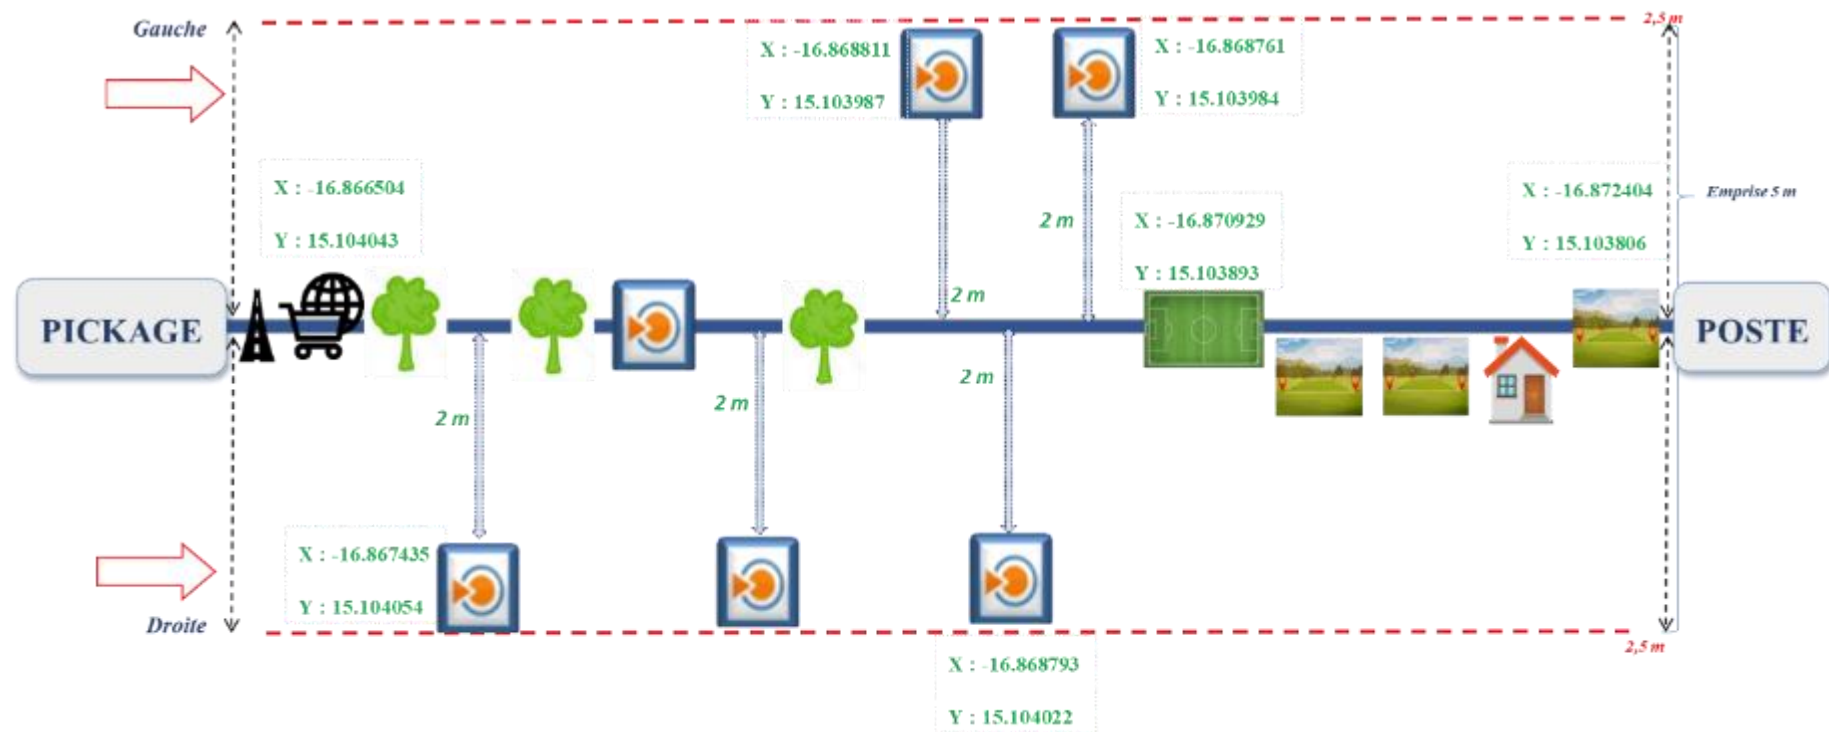 Gauche
2,5 m
X : -16.868811
Y : 15.103987
X : -16.868761
Y : 15.103984
X : -16.866504
Y : 15.104043
X : -16.872404
Y : 15.103806
Emprise 5 m
2 m
X : -16.870929
Y : 15.103893
2 m
PICKAGE
POSTE
2 m
2 m
2 m
X : -16.867435
Y : 15.104054
Droite
2,5 m
X : -16.868793
Y : 15.104022